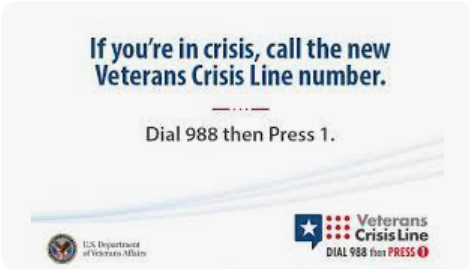 If you're in crisis, call the new
Veterans Crisis Line number.
Dial 988 then Press 1.
U.S. Department
of Veterans Affairs
Veterans
Crisis Line
DIAL 988 then PRESS 1